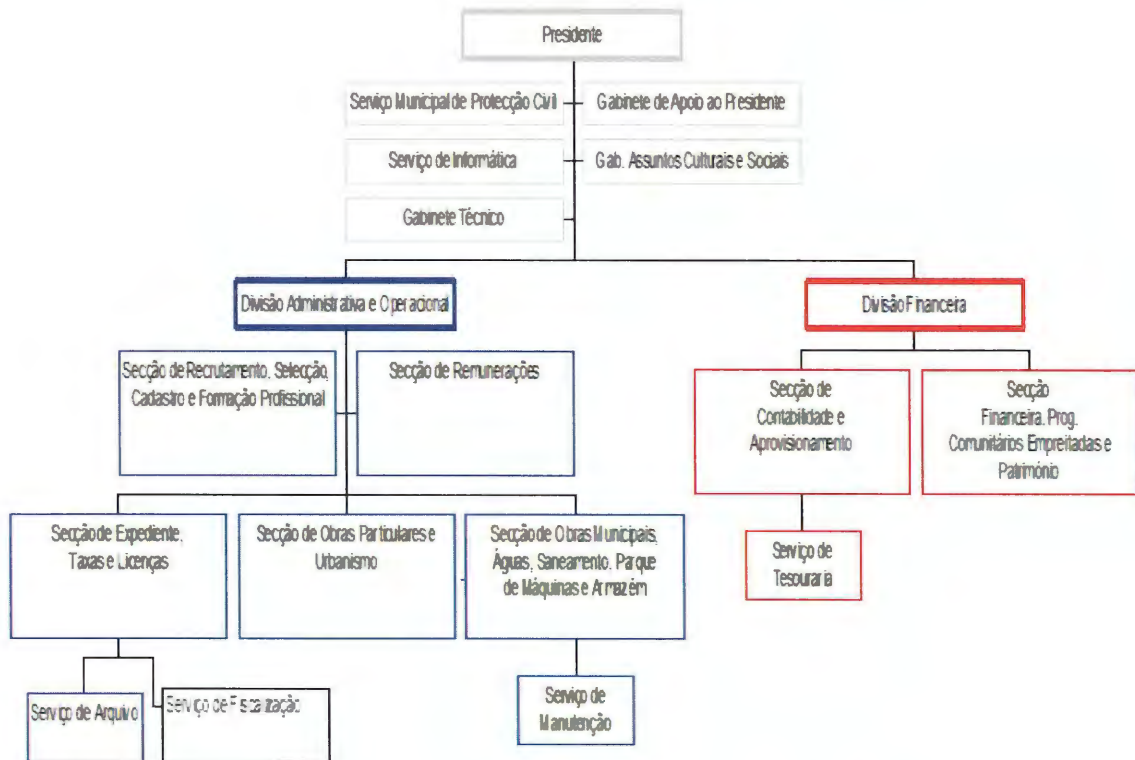 Presidente
Serviço Municipal de Protecção Civil
Gabinete de Apoio ao Presidente
Serviço de Informática
Gab. Assuntos Culturais e Sociais
Gabinete Técnico
Divisão Administrativa e Operacional
Divisão Financeira
Secção de Recrutamento, Selecção,
Cadastro e Formação Profissional
Secção de Remunerações
Secção de
Contabilidade e
Aprovisionamento
Secção
Financeira, Prog.
Comunitários Empreitadas e
Património
Secção de Expediente,
Taxas e Licenças
Secção de Obras Particulares e
Urbanismo
Secção de Obras Municipais,
Águas, Saneamento, Parque
de Máquinas e Armazém
Serviço de
Tesouraria
Serviço de Arquivo
Serviço de Fiscalização
Serviço de
Manutenção